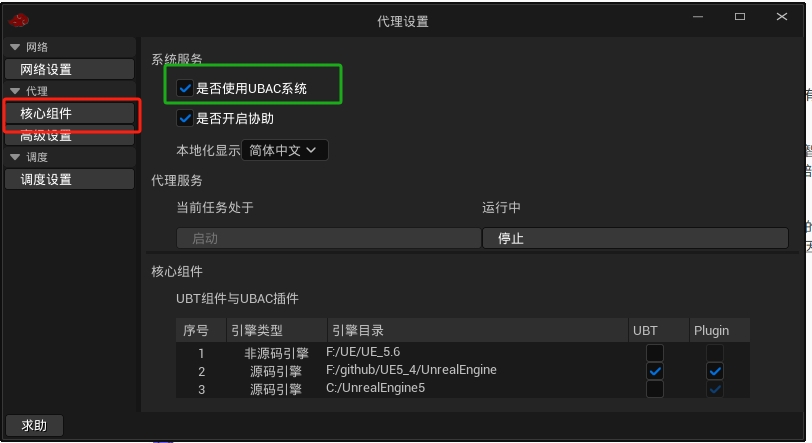 代理设置
网络
网络设置
代理
核心组件
高级设置
调度
调度设置
系统服务
是否使用UBAC系统
是否开启协助
本地化显示 简体中文
代理服务
当前任务处于 运行中
启动 停止
核心组件
UBT组件与UBAC插件
序号 引擎类型 引擎目录 UBT Plugin
1 非源码引擎 F:/UE/UE_5.6
2 源码引擎 F:/github/UE5_4/UnrealEngine
3 源码引擎 C:/UnrealEngine5
求助